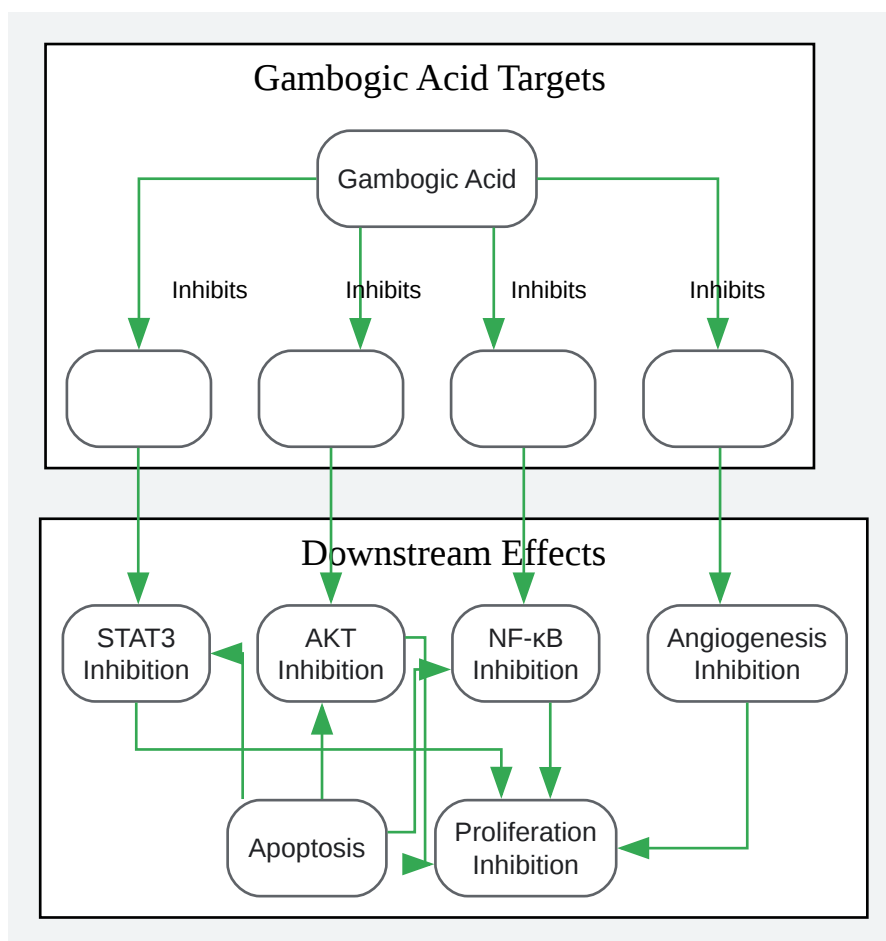 Gambogic Acid Targets
Gambogic Acid
Inhibits
Inhibits
Inhibits
Inhibits
Downstream Effects
STAT3
Inhibition
AKT
Inhibition
NF-κB
Inhibition
Angiogenesis
Inhibition
Apoptosis
Proliferation
Inhibition